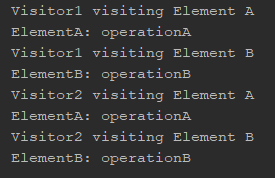 Visitor1 visiting Element A
ElementA: operationA
Visitor1 visiting Element B
ElementB: operationB
Visitor2 visiting Element A
ElementA: operationA
Visitor2 visiting Element B
ElementB: operationB